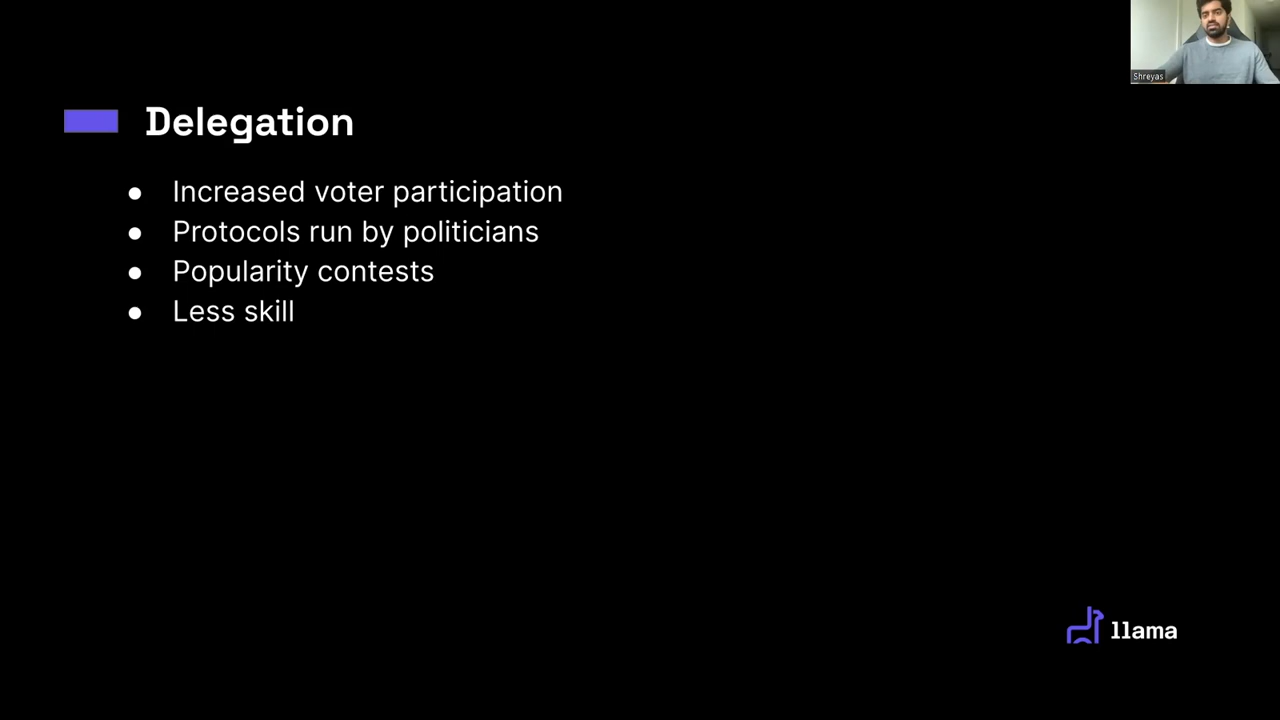 Shreyas
Delegation
● Increased voter participation
● Protocols run by politicians
● Popularity contests
● Less skill
llama